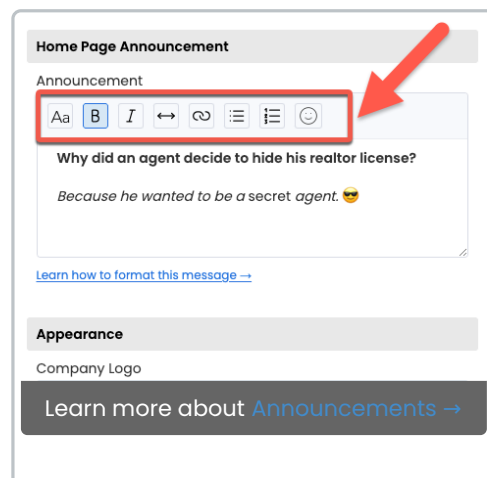 Home Page Announcement
Announcement
Aa B I
Why did an agent decide to hide his realtor license?
Because he wanted to be a secret agent. 😎
Learn how to format this message →
Appearance
Company Logo
Learn more about Announcements →